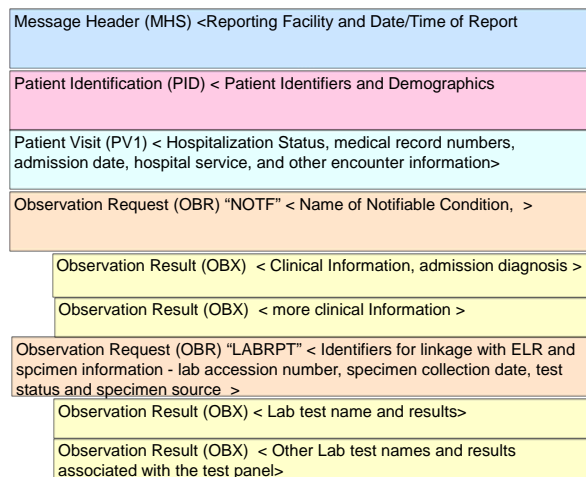 Message Header (MHS) <Reporting Facility and Date/Time of Report
Patient Identification (PID) < Patient Identifiers and Demographics
Patient Visit (PV1) < Hospitalization Status, medical record numbers,
admission date, hospital service, and other encounter information>
Observation Request (OBR) “NOTF” < Name of Notifiable Condition,  >
Observation Result (OBX)  < Clinical Information, admission diagnosis >
Observation Result (OBX)  < more clinical Information >
Observation Request (OBR) “LABRPT” < Identifiers for linkage with ELR and
spcimen information - lab accession number, specimen collection date, test
status and specimen source  >
Observation Result (OBX) < Lab test name and results>
Observation Result (OBX)  < Other Lab test names and results
associated with the test panel>